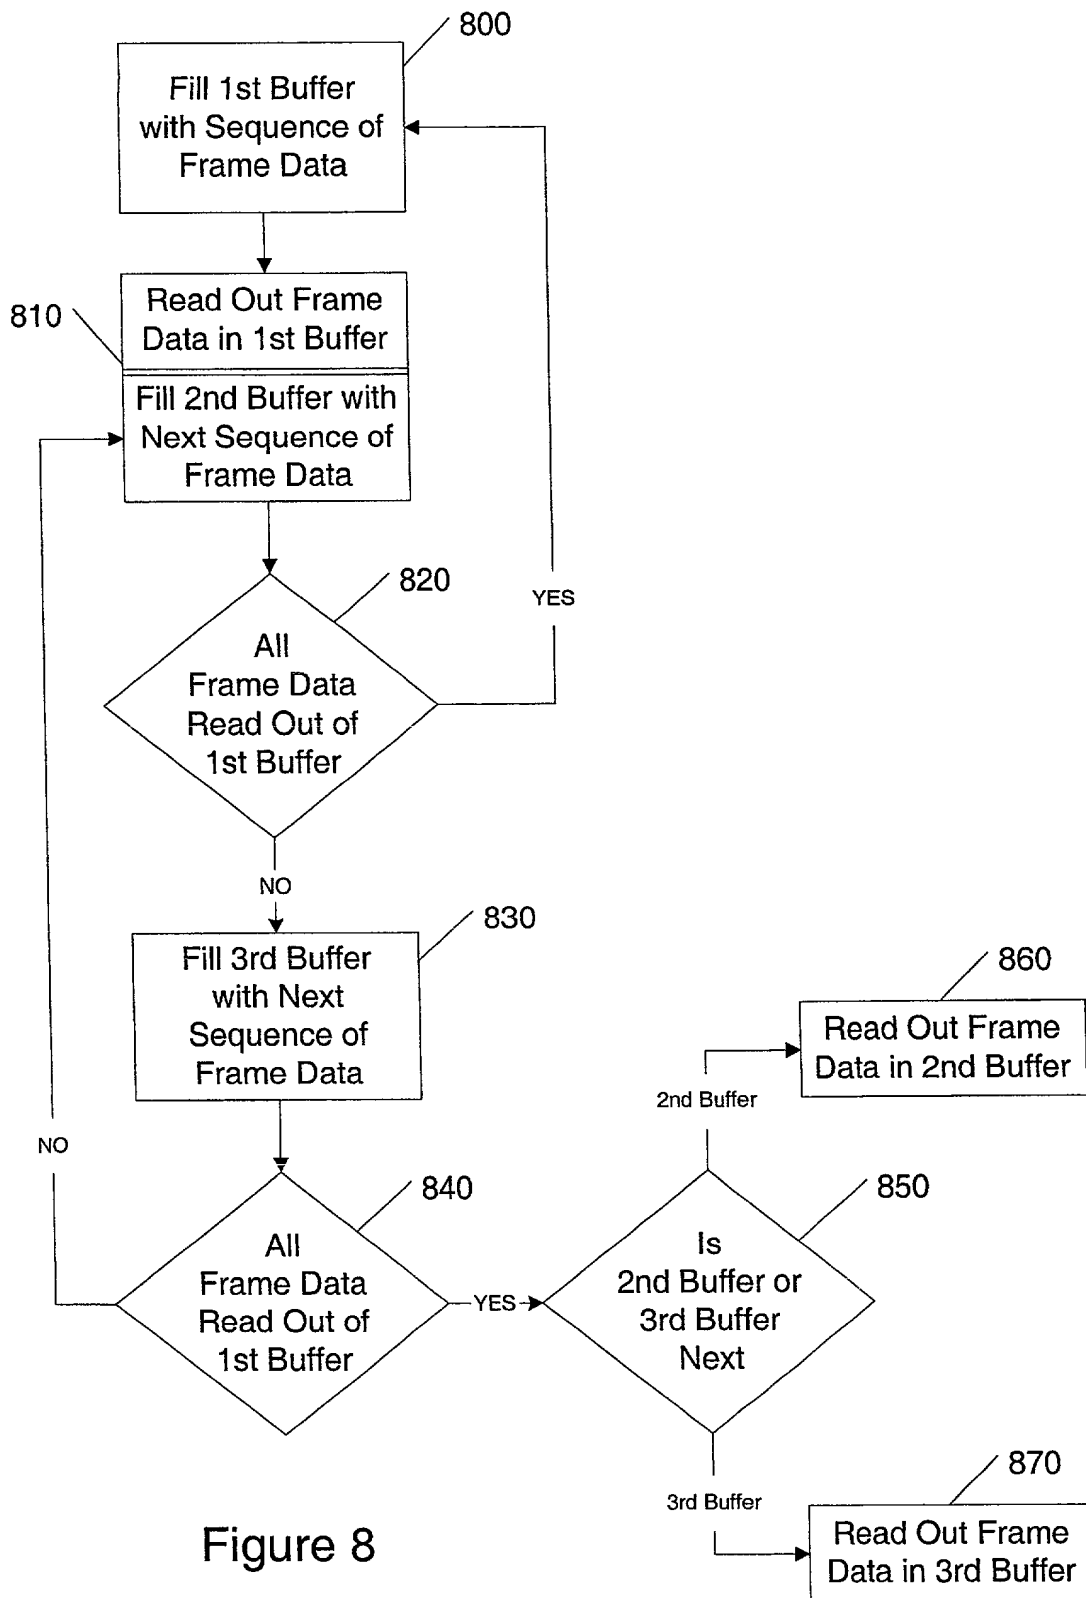 800
Fill 1st Buffer
with Sequence of
Frame Data
810
Read Out Frame
Data in 1st Buffer
Fill 2nd Buffer with
Next Sequence of
Frame Data
820
YES
All
Frame Data
Read Out of
1st Buffer
NO
830
Fill 3rd Buffer
with Next
Sequence of
Frame Data
860
Read Out Frame
Data in 2nd Buffer
2nd Buffer
NO
840
All
Frame Data
Read Out of
1st Buffer
YES
850
Is
2nd Buffer or
3rd Buffer
Next
3rd Buffer
870
Read Out Frame
Data in 3rd Buffer
Figure 8